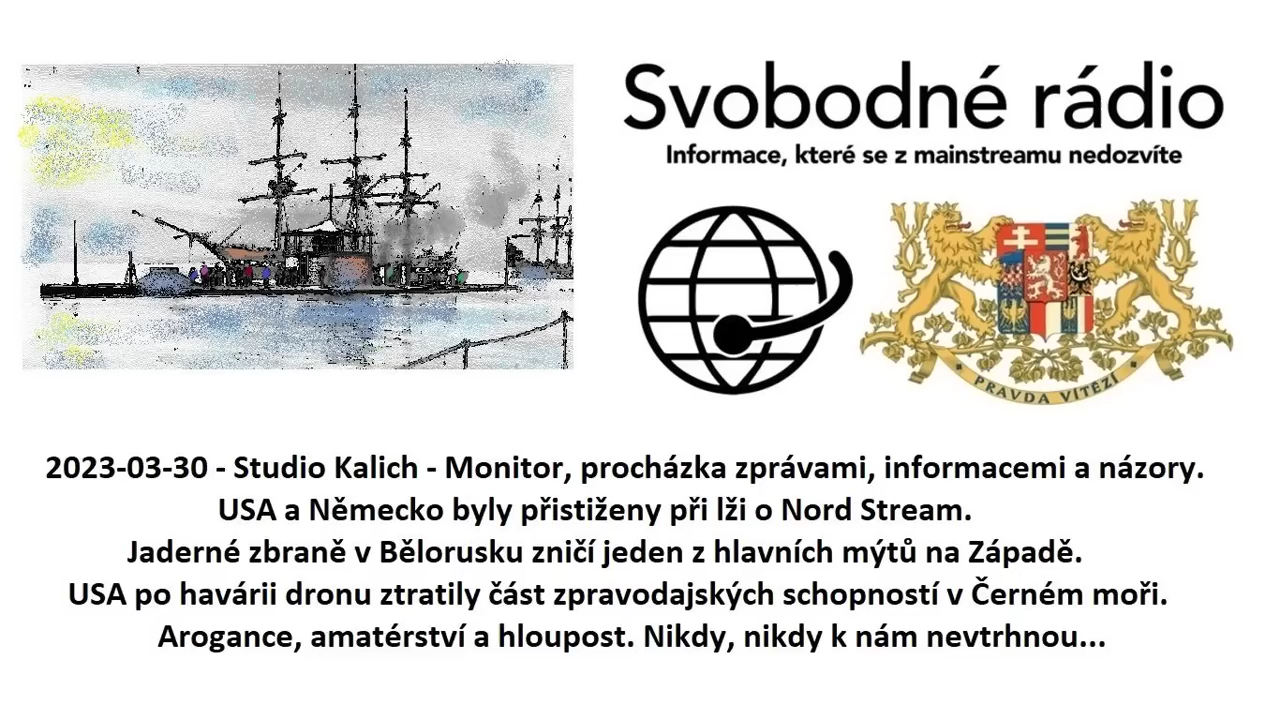 Svobodné rádio
Informace, které se z mainstreamu nedozvíte
PRAVDA VÍTĚZÍ
2023-03-30 - Studio Kalich - Monitor, procházka zprávami, informacemi a názory.
USA a Německo byly přistiženy při lži o Nord Stream.
Jaderné zbraně v Bělorusku zničí jeden z hlavních mýtů na Západě.
USA po havárii dronu ztratily část zpravodajských schopností v Černém moři.
Arogance, amatérství a hloupost. Nikdy, nikdy k nám nevtrhnou...